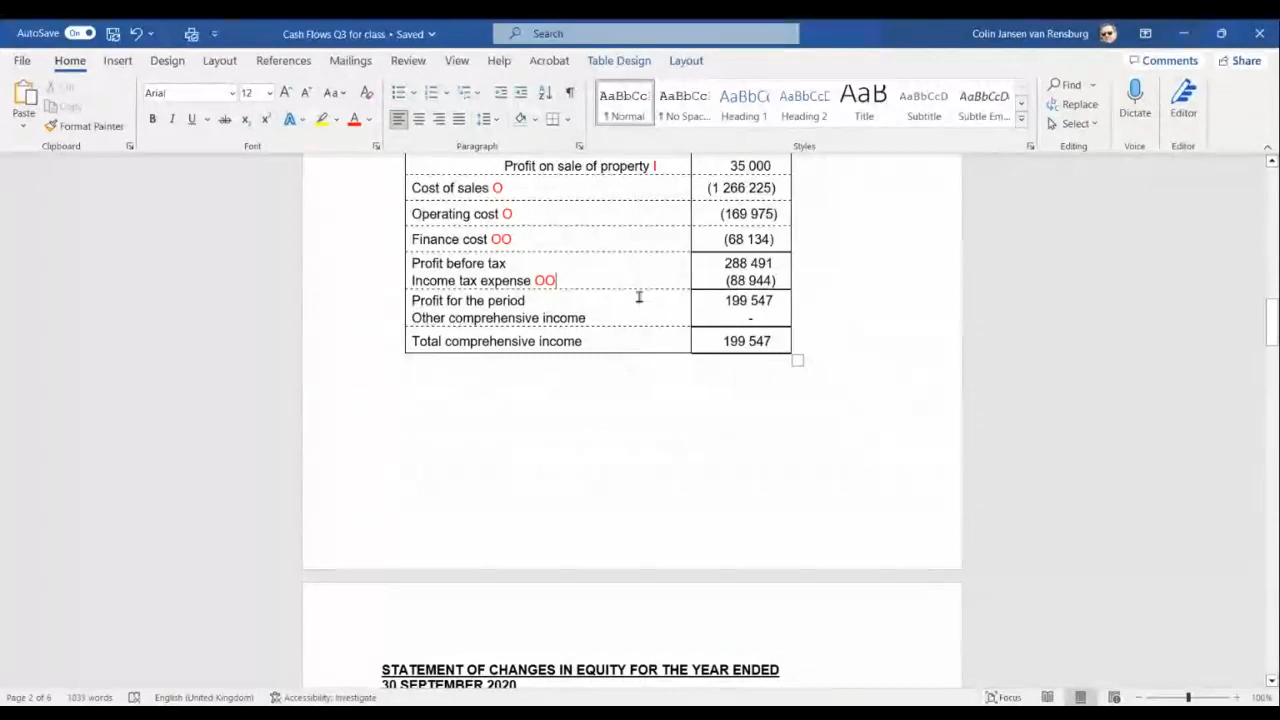 AutoSave On
Cash Flows Q3 for class • Saved
Search
Colin Jansen van Rensburg
File Home Insert Design Layout References Mailings Review View Help Acrobat Table Design Layout
Comments Share
Paste
Cut
Copy
Format Painter
Arial 12
AaBbCc AaBbCc AaBbC( AaBbCcE AaB AaBbCcD AaBbCcD
¶ Normal ¶ No Spac... Heading 1 Heading 2 Title Subtitle Subtle Em...
Find
Replace
Select
Dictate
Editor
Clipboard Font Paragraph Styles Editing Voice Editor
Profit on sale of property I 35 000
Cost of sales O (1 266 225)
Operating cost O (169 975)
Finance cost OO (68 134)
Profit before tax 288 491
Income tax expense OO (88 944)
Profit for the period 199 547
Other comprehensive income -
Total comprehensive income 199 547
STATEMENT OF CHANGES IN EQUITY FOR THE YEAR ENDED
30 SEPTEMBER 2020
Page 2 of 6 1039 words English (United Kingdom) Accessibility: Investigate
Focus 100%